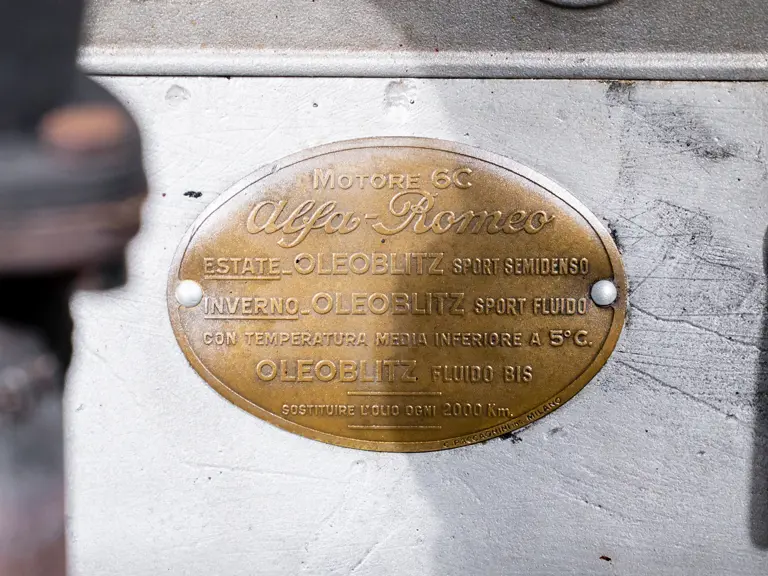 MOTORE 6C
Alfa-Romeo
ESTATE_OLEOBLITZ SPORT SEMIDENSO
INVERNO_OLEOBLITZ SPORT FLUIDO
CON TEMPERATURA MEDIA INFERIORE A 5°C.
OLEOBLITZ FLUIDO BIS
SOSTITUIRE L'OLIO OGNI 2000 Km.
MILANO